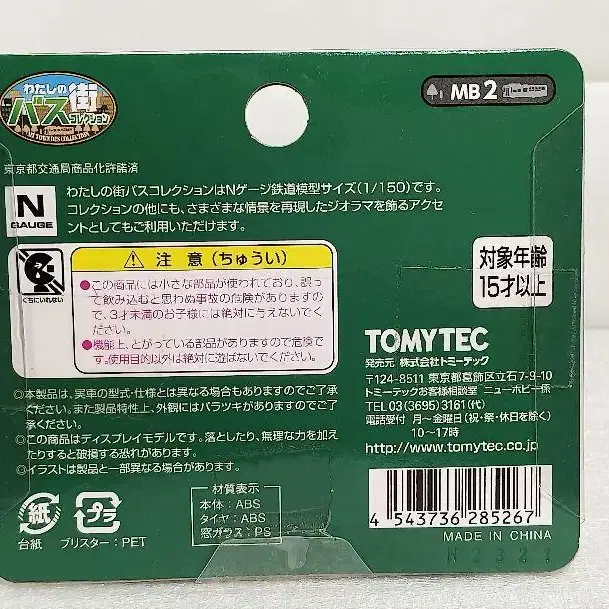 わたしの
バス街
コレクション
MY TOWN BUS COLLECTION
MB2
東京都交通局商品化許諾済
N
GAUGE
わたしの街バスコレクションはNゲージ鉄道模型サイズ(1/150)です。
コレクションの他にも、さまざまな情景を再現したジオラマを飾るアクセ
ントとしてもご利用いただけます。
くちにいれない
注 意(ちゅうい)
●この商品には小さな部品が使われており、誤っ
て飲み込むと思わぬ事故の危険がありますの
で、3才未満のお子様には絶対に与えないでく
ださい。
●機能上、とがっている部品がありますので危険で
す。使用目的以外は絶対に遊ばないでください。
対象年齢
15才以上
TOMYTEC
発売元 株式会社トミーテック
〒124-8511 東京都葛飾区立石7-9-10
トミーテックお客様相談室 ニューホビー係
TEL03(3695)3161(代)
電話受付 月〜金曜日(祝・祭・休日を除く)
10〜17時
http://www.tomytec.co.jp
◎本製品は、実車の型式・仕様とは異なる場合もありますのでご了承
ください。また製品特性上、外観にはバラツキがありますがご了承く
ださい。
◎この商品はディスプレイモデルです。落としたり、無理な力を加え
たりすると破損する恐れがあります。
◎イラストは製品と一部異なる場合があります。
紙
台紙
プラ
ブリスター:PET
材質表示
本体:ABS
タイヤ:ABS
窓ガラス:PS
4 543736 285267
MADE IN CHINA